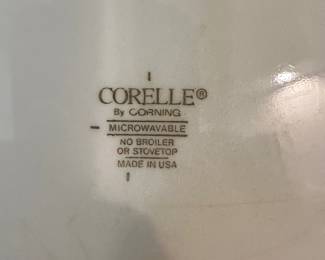 CORELLE®
By CORNING
MICROWAVABLE
NO BROILER
OR STOVETOP
MADE IN USA